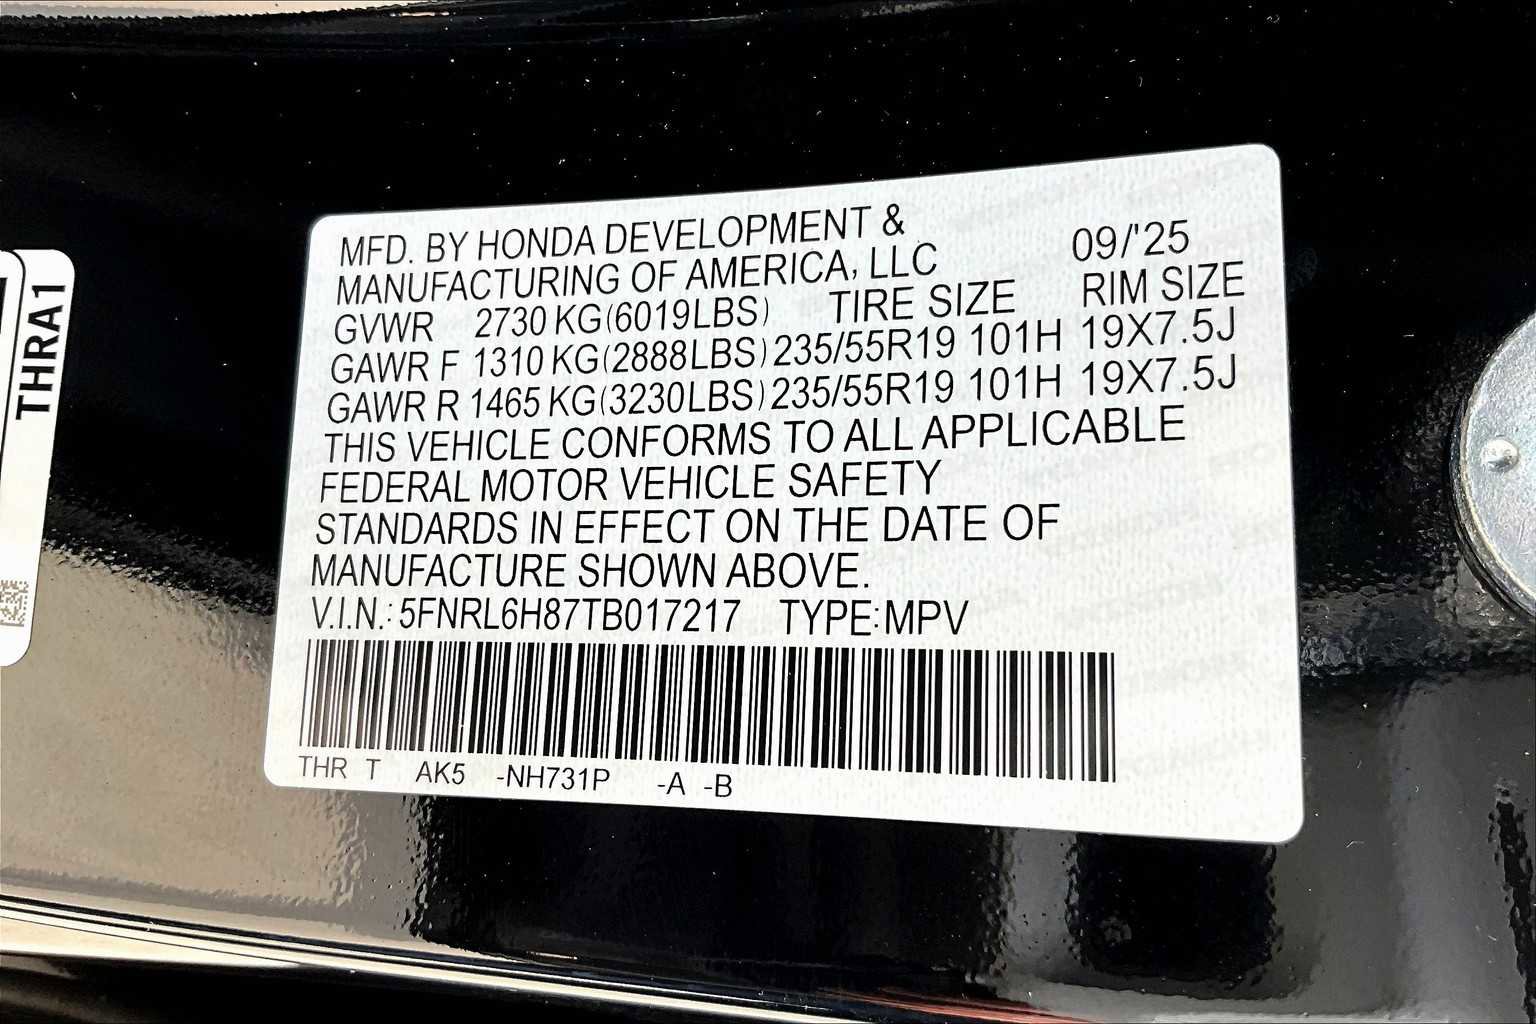 THRA1
MFD. BY HONDA DEVELOPMENT &
MANUFACTURING OF AMERICA, LLC 09/'25
GVWR 2730 KG(6019LBS) TIRE SIZE RIM SIZE
GAWR F 1310 KG(2888LBS) 235/55R19 101H 19X7.5J
GAWR R 1465 KG(3230LBS) 235/55R19 101H 19X7.5J
THIS VEHICLE CONFORMS TO ALL APPLICABLE
FEDERAL MOTOR VEHICLE SAFETY
STANDARDS IN EFFECT ON THE DATE OF
MANUFACTURE SHOWN ABOVE.
V.I.N.: 5FNRL6H87TB017217 TYPE: MPV
THR T AK5 -NH731P -A -B